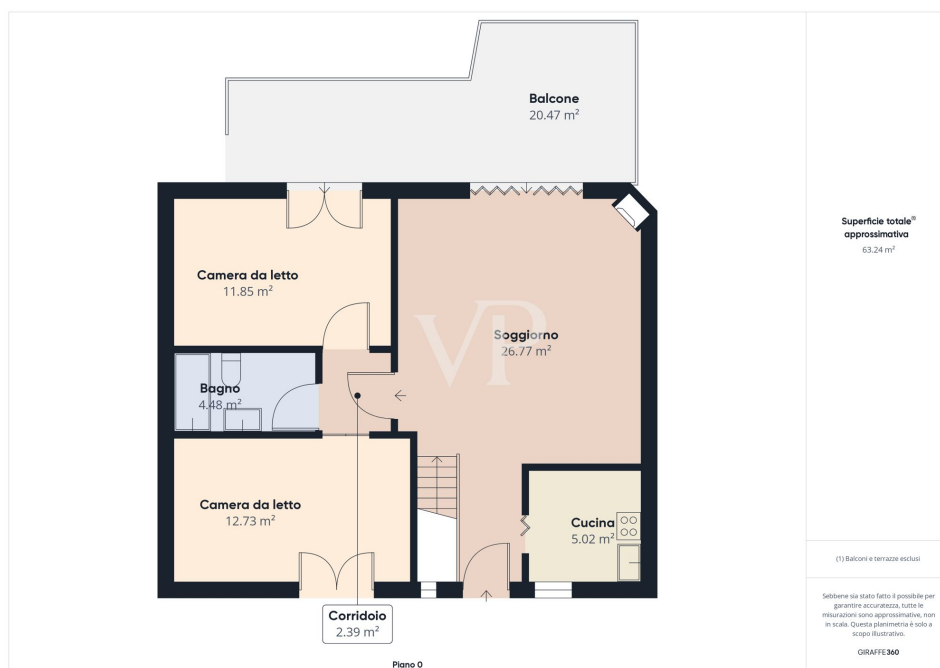 Balcone
20.47 m²
Camera da letto
11.85 m²
Soggiorno
26.77 m²
VP
Bagno
4.48 m²
Camera da letto
12.73 m²
Cucina
5.02 m²
Corridoio
2.39 m²
Piano 0
Superficie totale⁽¹⁾
approssimativa
63.24 m²
(1) Balconi e terrazze esclusi
Sebbene sia stato fatto il possibile per
garantire accuratezza, tutte le
misurazioni sono approssimative, non
in scala. Questa planimetria è solo a
scopo illustrativo.
GIRAFFE360